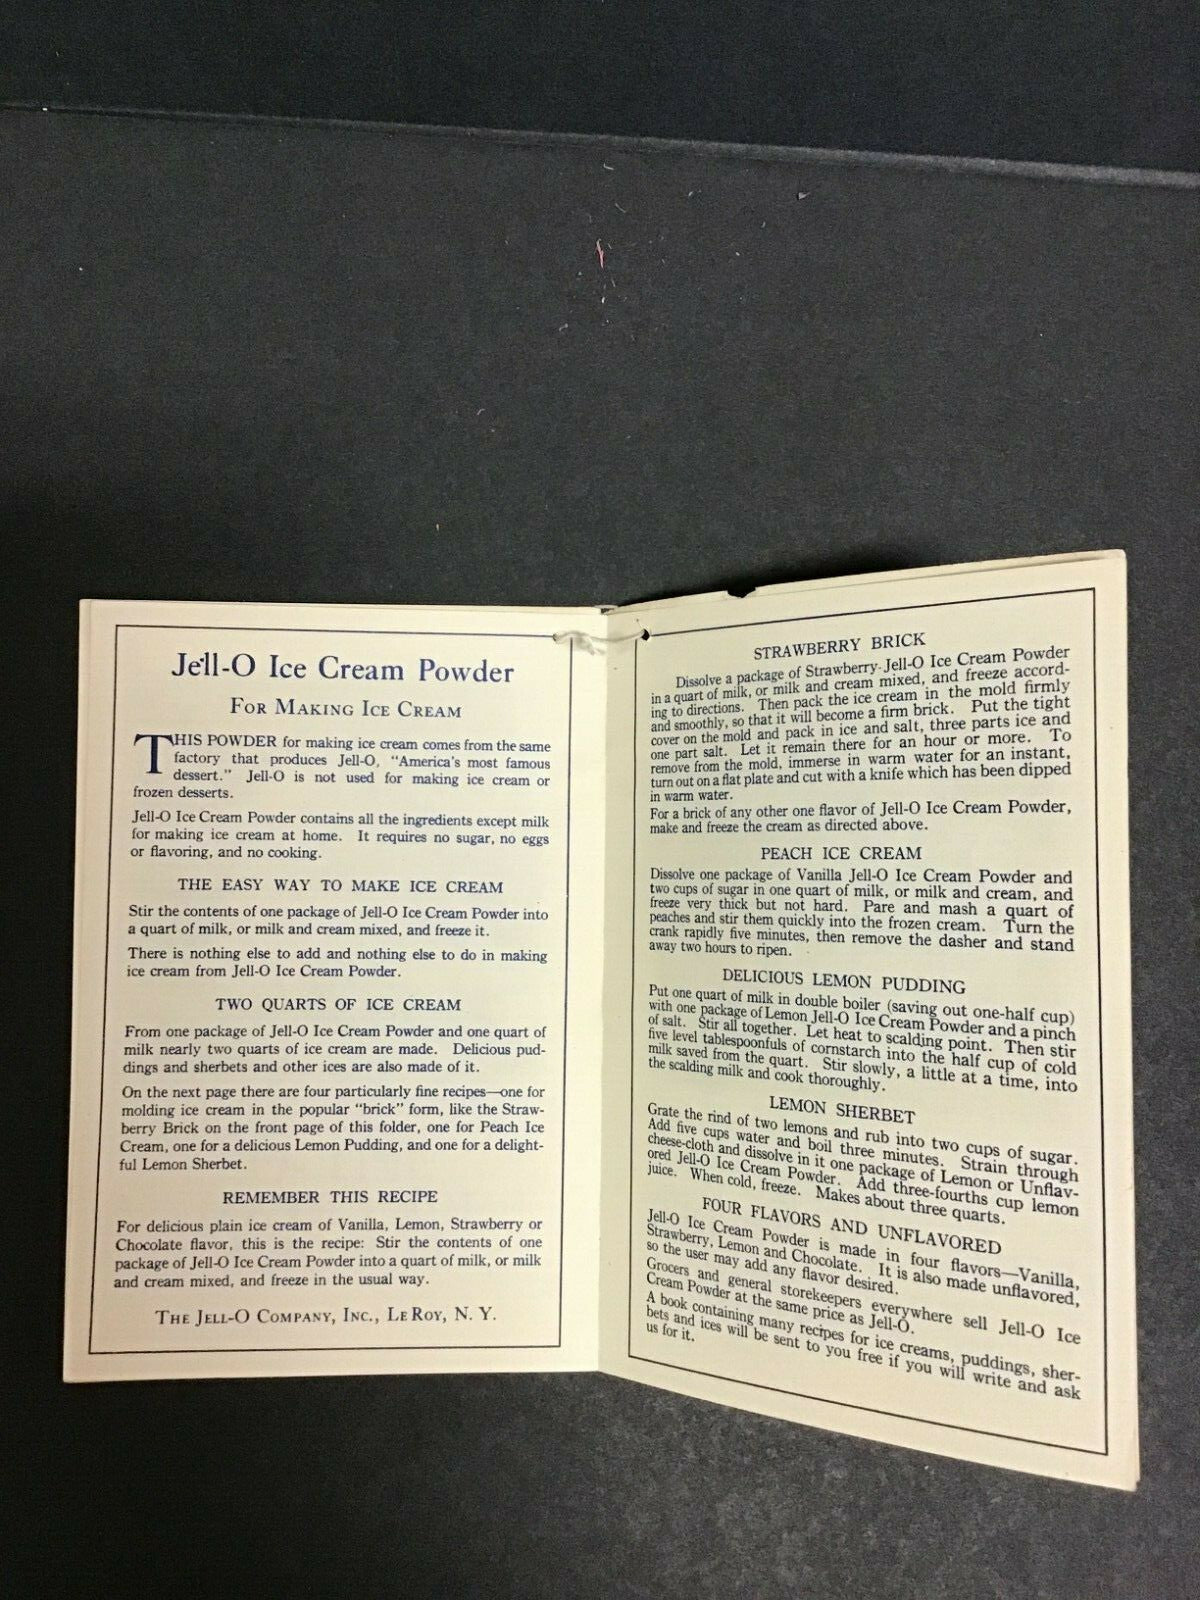 Jell-O Ice Cream Powder
FOR MAKING ICE CREAM
THIS POWDER for making ice cream comes from the same
factory that produces Jell-O, "America's most famous
dessert." Jell-O is not used for making ice cream or
frozen desserts.
Jell-O Ice Cream Powder contains all the ingredients except milk
for making ice cream at home. It requires no sugar, no eggs
or flavoring, and no cooking.
THE EASY WAY TO MAKE ICE CREAM
Stir the contents of one package of Jell-O Ice Cream Powder into
a quart of milk, or milk and cream mixed, and freeze it.
There is nothing else to add and nothing else to do in making
ice cream from Jell-O Ice Cream Powder.
TWO QUARTS OF ICE CREAM
From one package of Jell-O Ice Cream Powder and one quart of
milk nearly two quarts of ice cream are made. Delicious pud-
dings and sherbets and other ices are also made of it.
On the next page there are four particularly fine recipes—one for
molding ice cream in the popular "brick" form, like the Straw-
berry Brick on the front page of this folder, one for Peach Ice
Cream, one for a delicious Lemon Pudding, and one for a delight-
ful Lemon Sherbet.
REMEMBER THIS RECIPE
For delicious plain ice cream of Vanilla, Lemon, Strawberry or
Chocolate flavor, this is the recipe: Stir the contents of one
package of Jell-O Ice Cream Powder into a quart of milk, or milk
and cream mixed, and freeze in the usual way.
THE JELL-O COMPANY, INC., LE ROY, N. Y.
STRAWBERRY BRICK
Dissolve a package of Strawberry Jell-O Ice Cream Powder
in a quart of milk, or milk and cream mixed, and freeze accord-
ing to directions. Then pack the ice cream in the mold firmly
and smoothly, so that it will become a firm brick. Put the tight
cover on the mold and pack in ice and salt, three parts ice and
one part salt. Let it remain there for an hour or more. To
remove from the mold, immerse in warm water for an instant,
turn out on a flat plate and cut with a knife which has been dipped
in warm water.
For a brick of any other one flavor of Jell-O Ice Cream Powder,
make and freeze the cream as directed above.
PEACH ICE CREAM
Dissolve one package of Vanilla Jell-O Ice Cream Powder and
two cups of sugar in one quart of milk, or milk and cream, and
freeze very thick but not hard. Pare and mash a quart of
peaches and stir them quickly into the frozen cream. Turn the
crank rapidly five minutes, then remove the dasher and stand
away two hours to ripen.
DELICIOUS LEMON PUDDING
Put one quart of milk in double boiler (saving out one-half cup)
with one package of Lemon Jell-O Ice Cream Powder and a pinch
of salt. Stir all together. Let heat to scalding point. Then stir
five level tablespoonfuls of cornstarch into the half cup of cold
milk saved from the quart. Stir slowly, a little at a time, into
the scalding milk and cook thoroughly.
LEMON SHERBET
Grate the rind of two lemons and rub into two cups of sugar.
Add five cups water and boil three minutes. Strain through
cheese-cloth and dissolve in it one package of Lemon or Unflav-
ored Jell-O Ice Cream Powder. Add three-fourths cup lemon
juice. When cold, freeze. Makes about three quarts.
FOUR FLAVORS AND UNFLAVORED
Jell-O Ice Cream Powder is made in four flavors—Vanilla,
Strawberry, Lemon and Chocolate. It is also made unflavored,
so the user may add any flavor desired.
Grocers and general storekeepers everywhere sell Jell-O Ice
Cream Powder at the same price as Jell-O.
A book containing many recipes for ice creams, puddings, sher-
bets and ices will be sent to you free if you will write and ask
us for it.